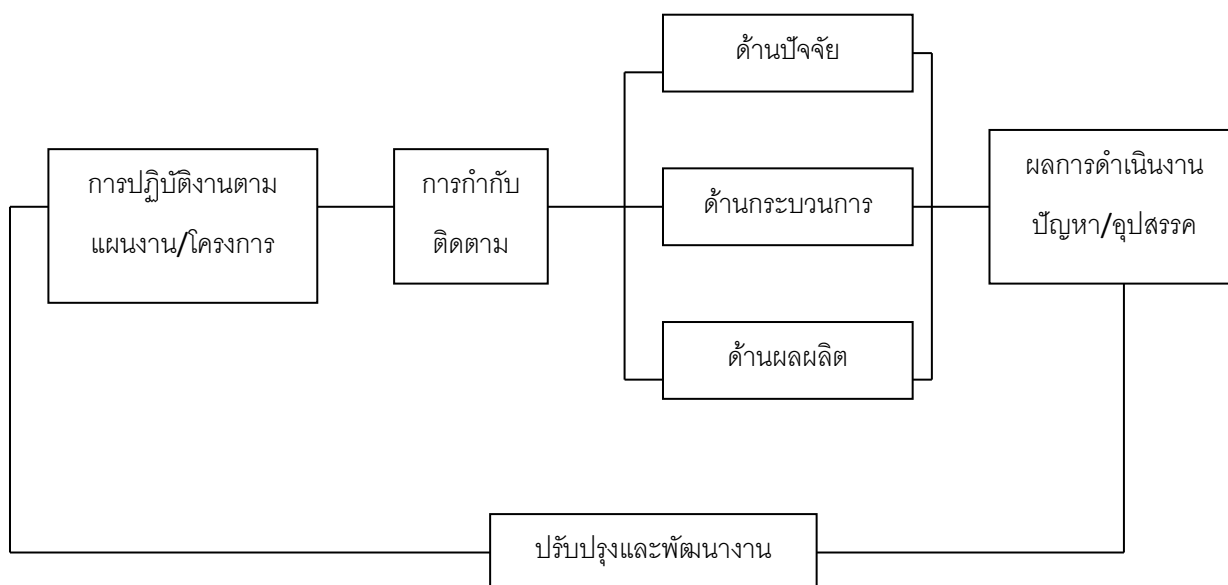 การปฏิบัติงานตาม
แผนงาน/โครงการ
การกำกับ
ติดตาม
ด้านปัจจัย
ด้านกระบวนการ
ด้านผลผลิต
ผลการดำเนินงาน
ปัญหา/อุปสรรค
ปรับปรุงและพัฒนางาน